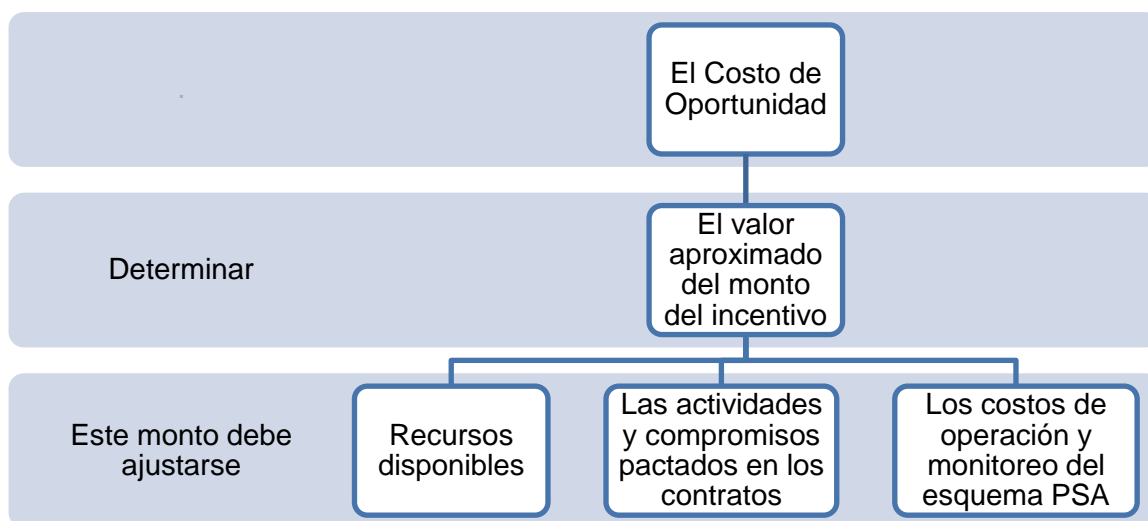 El Costo de
Oportunidad
Determinar
El valor
aproximado
del monto
del incentivo
Este monto debe
ajustarse
Recursos
disponibles
Las actividades
y compromisos
pactados en los
contratos
Los costos de
operación y
monitoreo del
esquema PSA